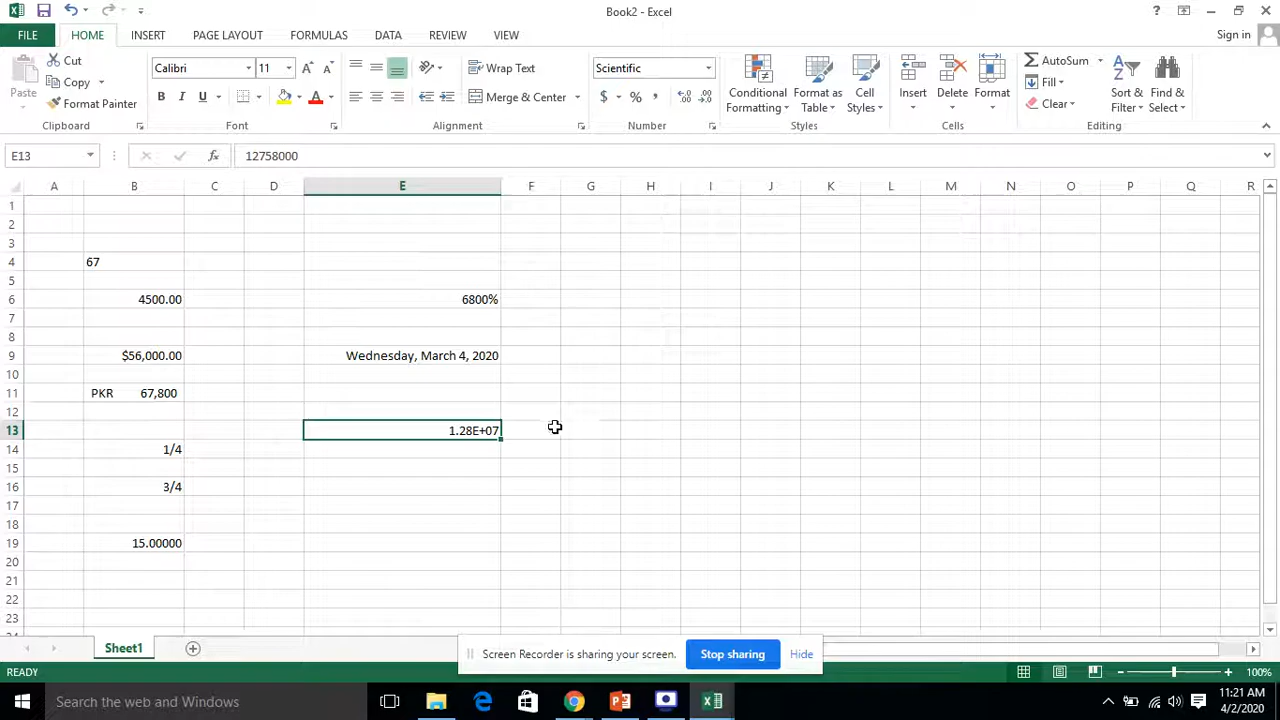 Book2 - Excel
FILE HOME INSERT PAGE LAYOUT FORMULAS DATA REVIEW VIEW Sign in
Paste Cut Copy Format Painter Clipboard
Calibri 11 A A B I U A Font
Wrap Text Merge & Center Alignment
Scientific $ % , .0 .00 Number
Conditional Formatting Format as Table Cell Styles Styles
Insert Delete Format Cells
AutoSum Fill Clear Sort & Filter Find & Select Editing
E13 fx 12758000
A B C D E F G H I J K L M N O P Q R
1
2
3
4 67
5
6 4500.00 6800%
7
8
9 $56,000.00 Wednesday, March 4, 2020
10
11 PKR 67,800
12
13 1.28E+07
14 1/4
15
16 3/4
17
18
19 15.00000
20
21
22
23
Sheet1
Screen Recorder is sharing your screen. Stop sharing Hide
READY 100%
Search the web and Windows 11:21 AM
4/2/2020